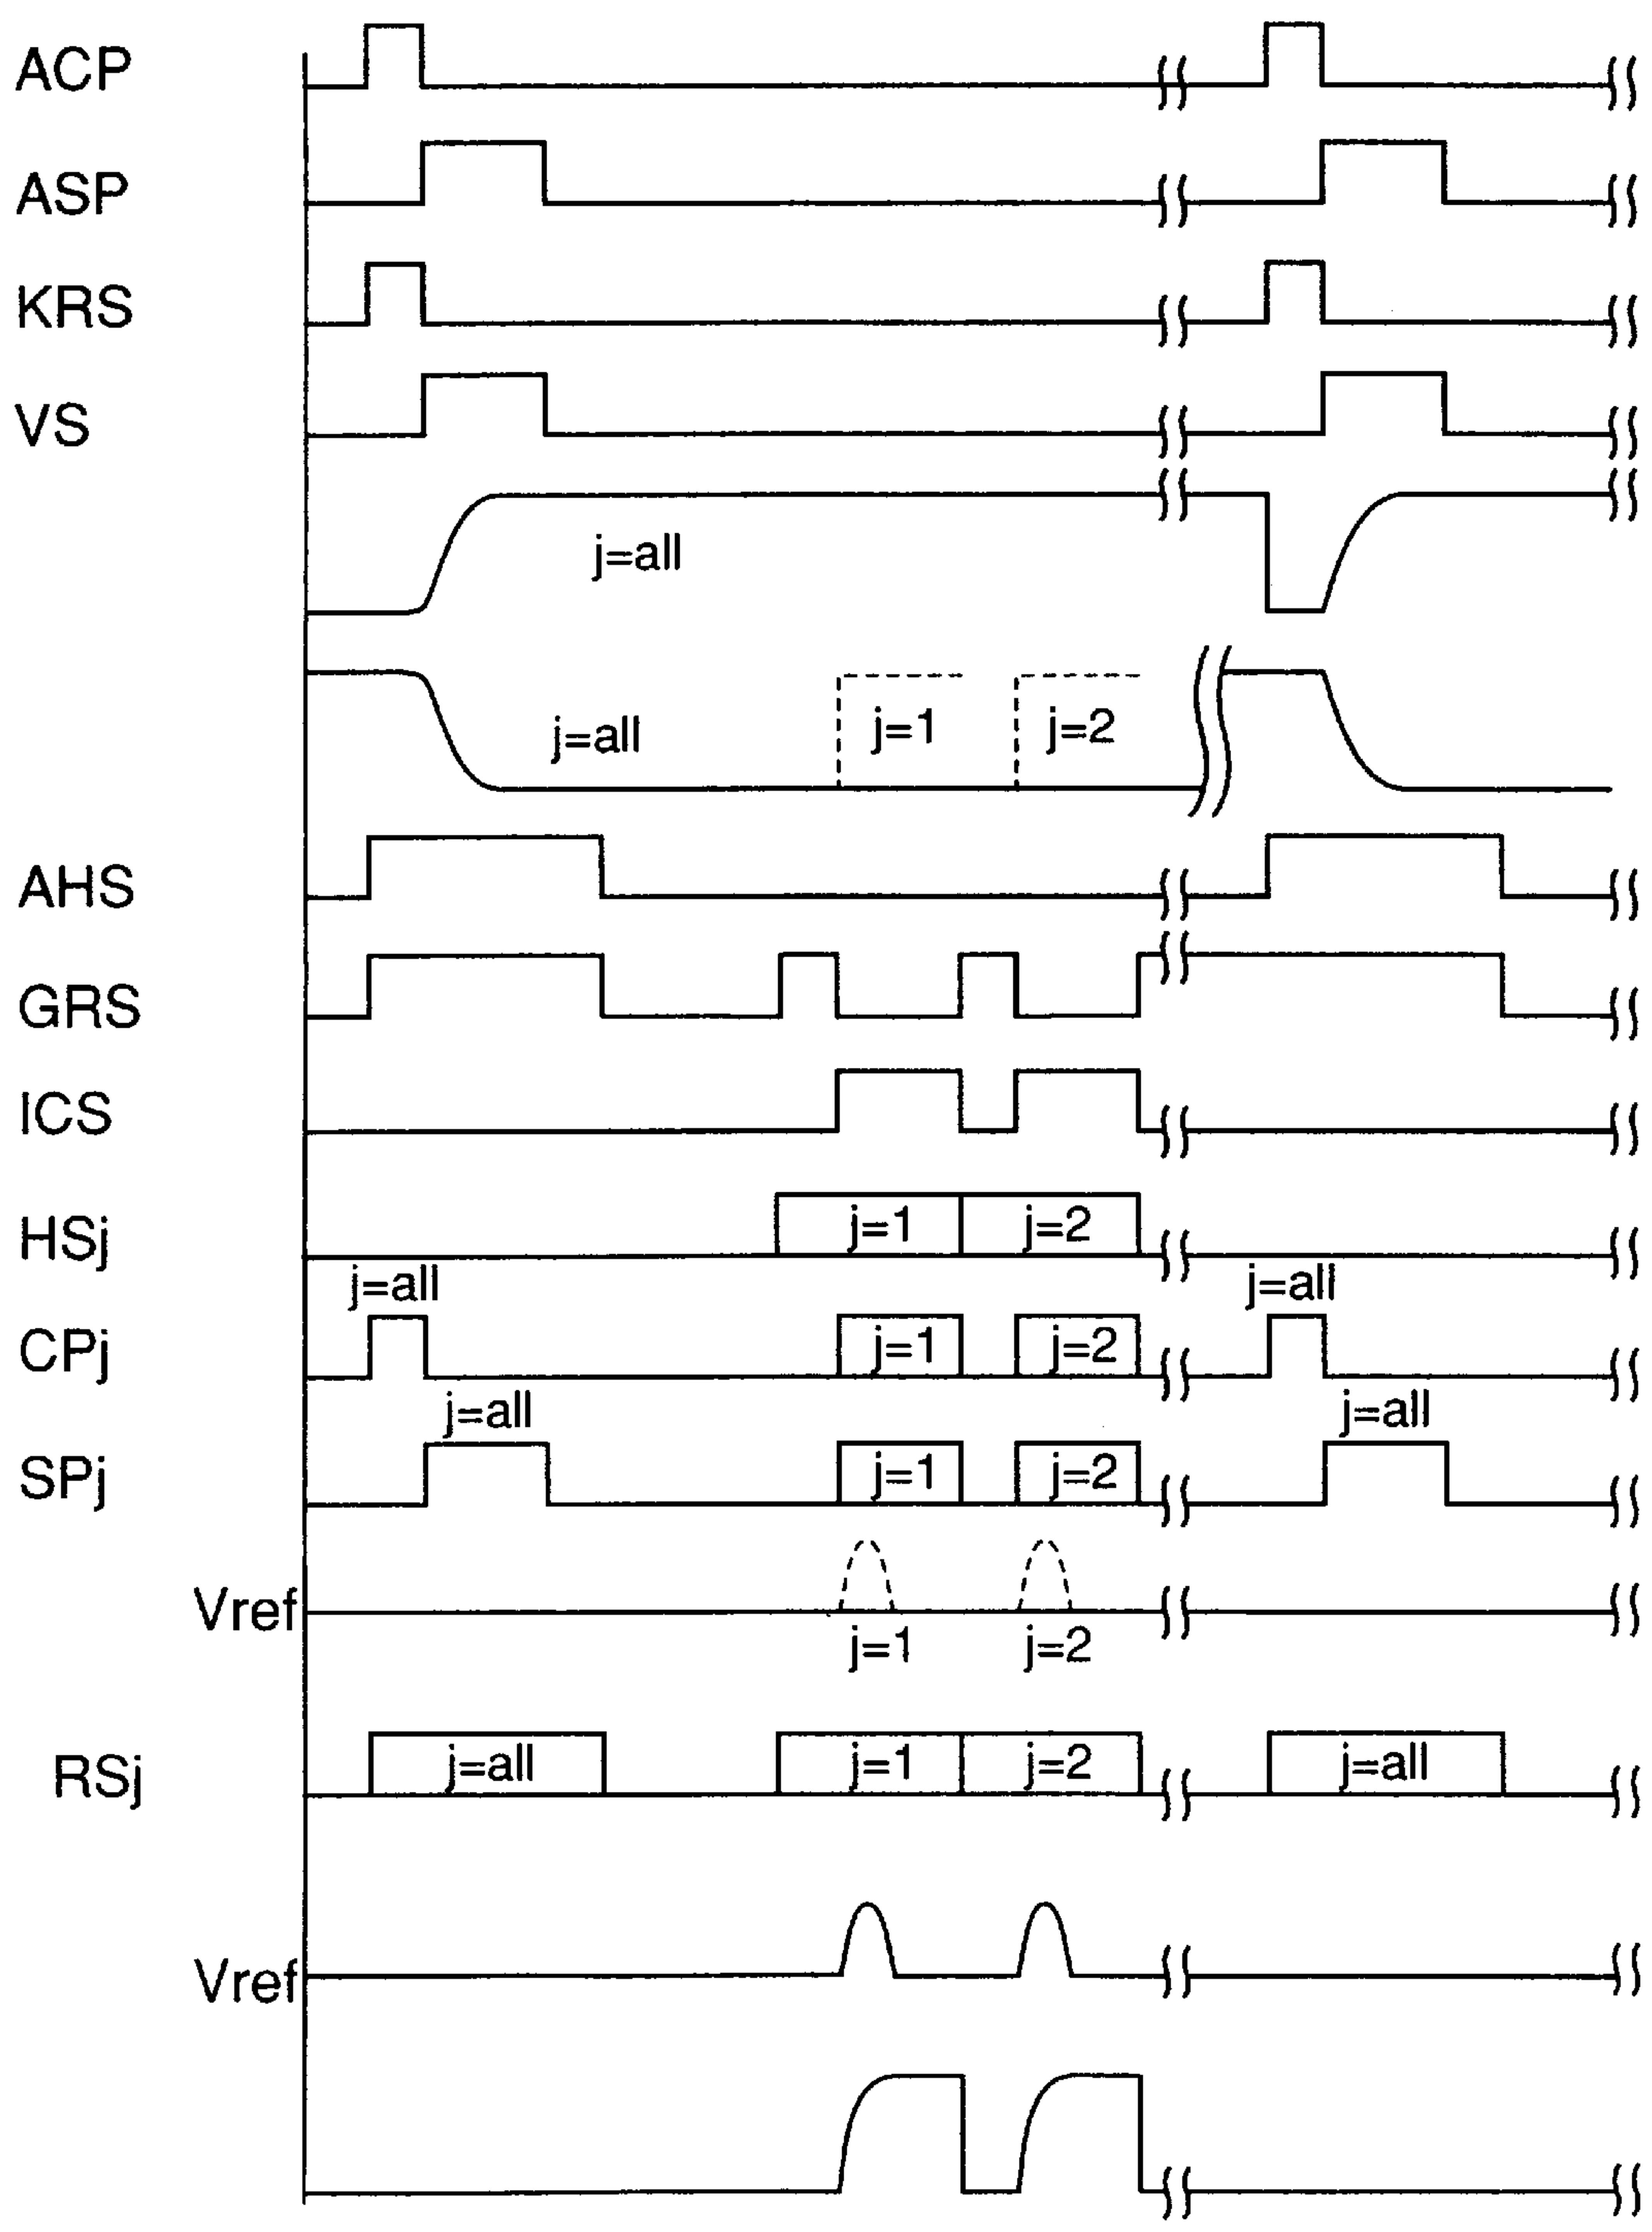 ACP
ASP
KRS
VS
j=all
j=all
j=1
j=2
AHS
GRS
ICS
HSj
j=1
j=2
j=all
j=all
CPj
j=1
j=2
j=all
j=all
SPj
j=1
j=2
Vref
j=1
j=2
RSj
j=all
j=1
j=2
j=all
Vref